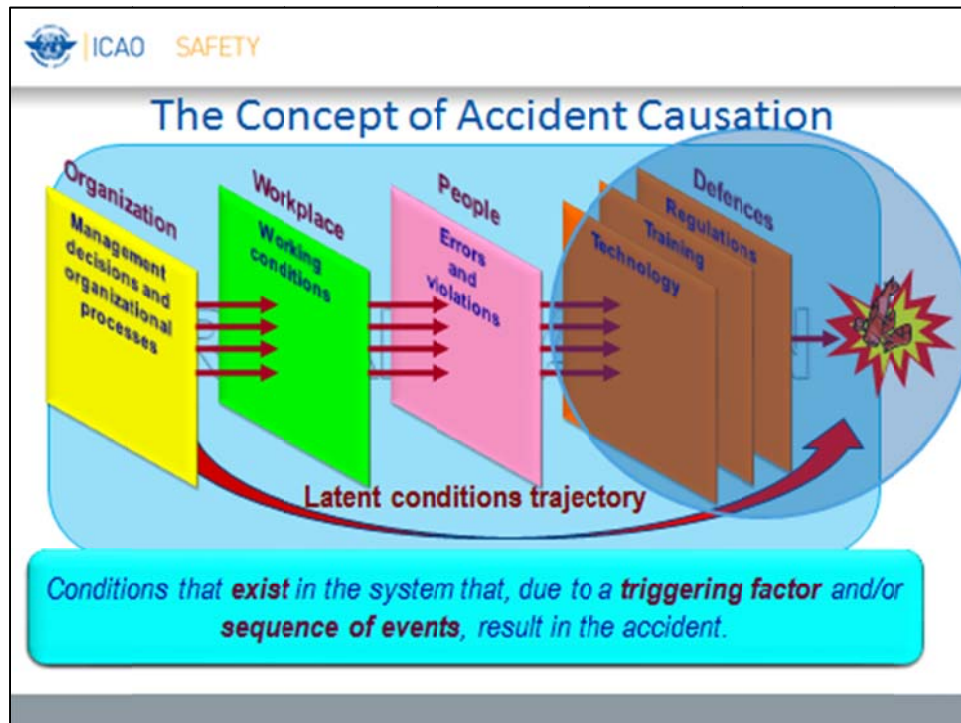 ICAO SAFETY
The Concept of Accident Causation
Organization
Management
decisions and
organizational
processes
Workplace
Working
conditions
People
Errors
and
violations
Defences
Regulations
Training
Technology
Latent conditions trajectory
Conditions that exist in the system that, due to a triggering factor and/or
sequence of events, result in the accident.